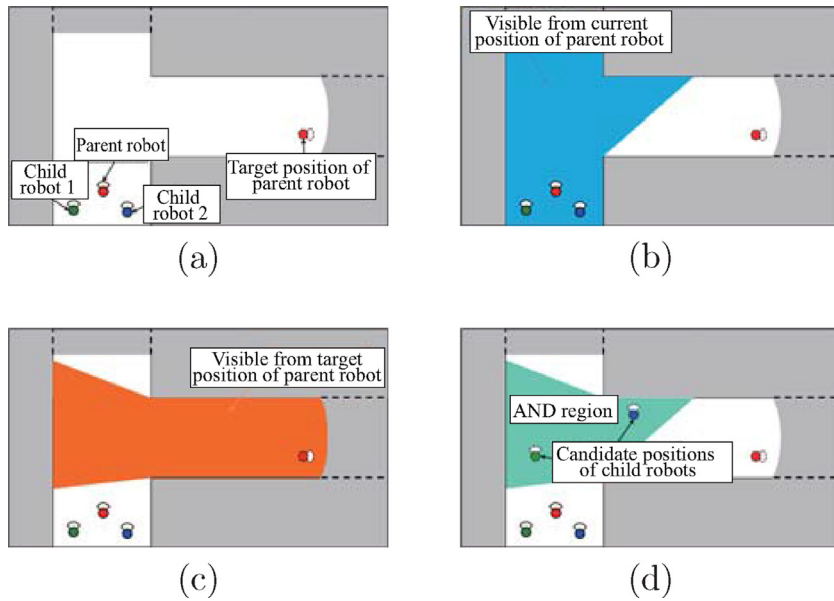 Parent robot
Child
robot 1
Child
robot 2
Target position of
parent robot
(a)
Visible from current
position of parent robot
(b)
Visible from target
position of parent robot
(c)
AND region
Candidate positions
of child robots
(d)